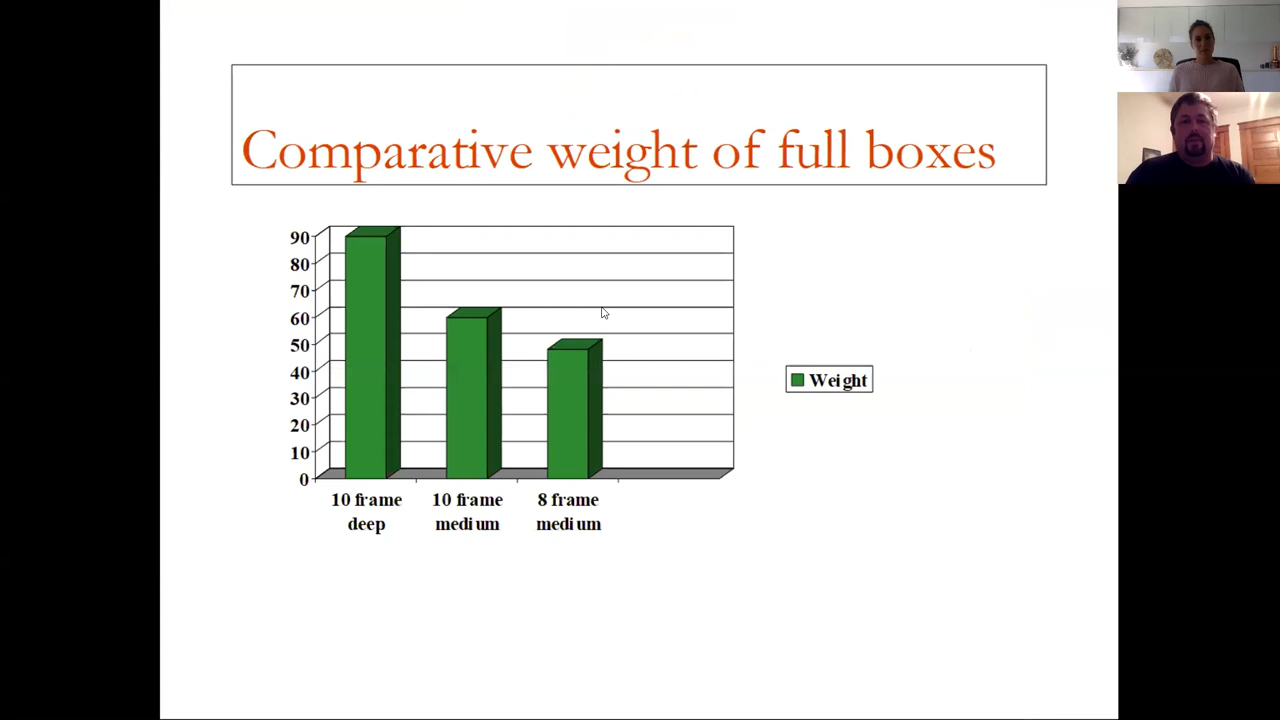 Comparative weight of full boxes
90
80
70
60
50
40
30
20
10
0
10 frame deep
10 frame medium
8 frame medium
Weight